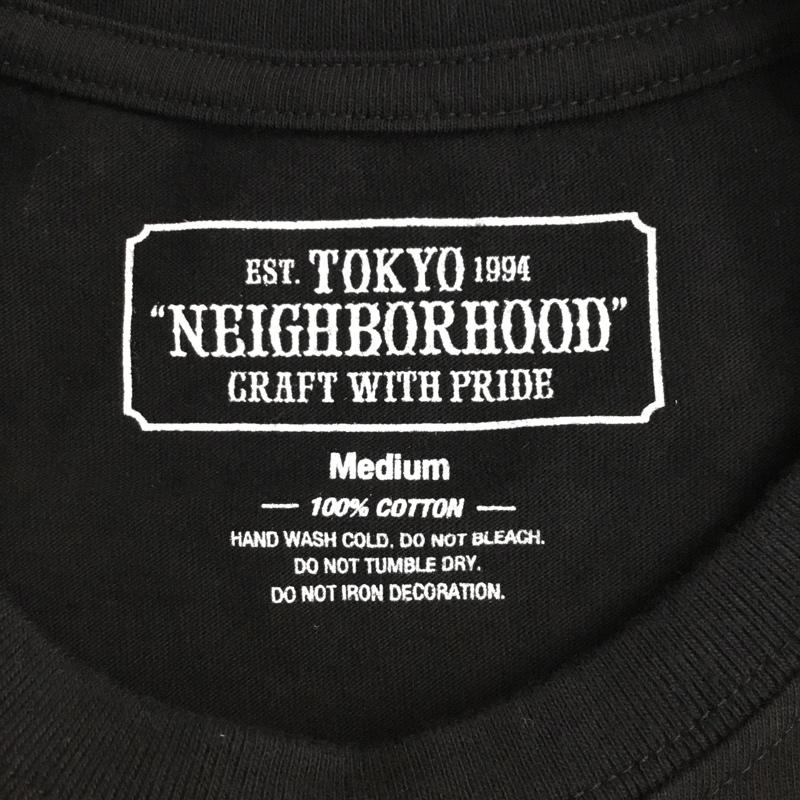 EST. TOKYO 1994
"NEIGHBORHOOD"
CRAFT WITH PRIDE
Medium
— 100% COTTON —
HAND WASH COLD. DO NOT BLEACH.
DO NOT TUMBLE DRY.
DO NOT IRON DECORATION.